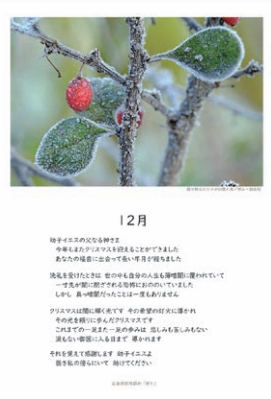 12月
幼子イエスの父なる神さま
今年もまたクリスマスを迎えることができました
あなたの福音に出会って長い年月が経ちました
洗礼を受けたときは 世の中も自分の人生も薄暗闇に覆われていて
一寸先が闇に閉ざされる恐怖におののいていました
しかし 真っ暗闇だったことは一度もありません
クリスマスは闇に輝く光です その希望の灯火に導かれ
その光を頼りに歩んだクリスマスです
これまでの一足また一足の歩みは 悲しみも苦しみもない
涙もない御国に入る日まで 導かれます
それを覚えて感謝します 幼子イエスよ
弱き私の傍らにいて 助けてください